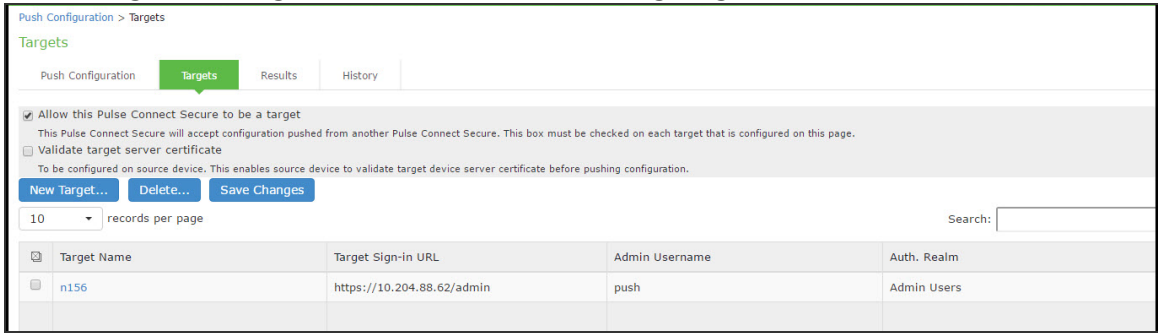 Push Configuration > Targets
Targets
Push Configuration Targets Results History
Allow this Pulse Connect Secure to be a target
This Pulse Connect Secure will accept configuration pushed from another Pulse Connect Secure. This box must be checked on each target that is configured on this page.
Validate target server certificate
To be configured on source device. This enables source device to validate target device server certificate before pushing configuration.
New Target... Delete... Save Changes
10 records per page Search:
Target Name Target Sign-in URL Admin Username Auth. Realm
n156 https://10.204.88.62/admin push Admin Users